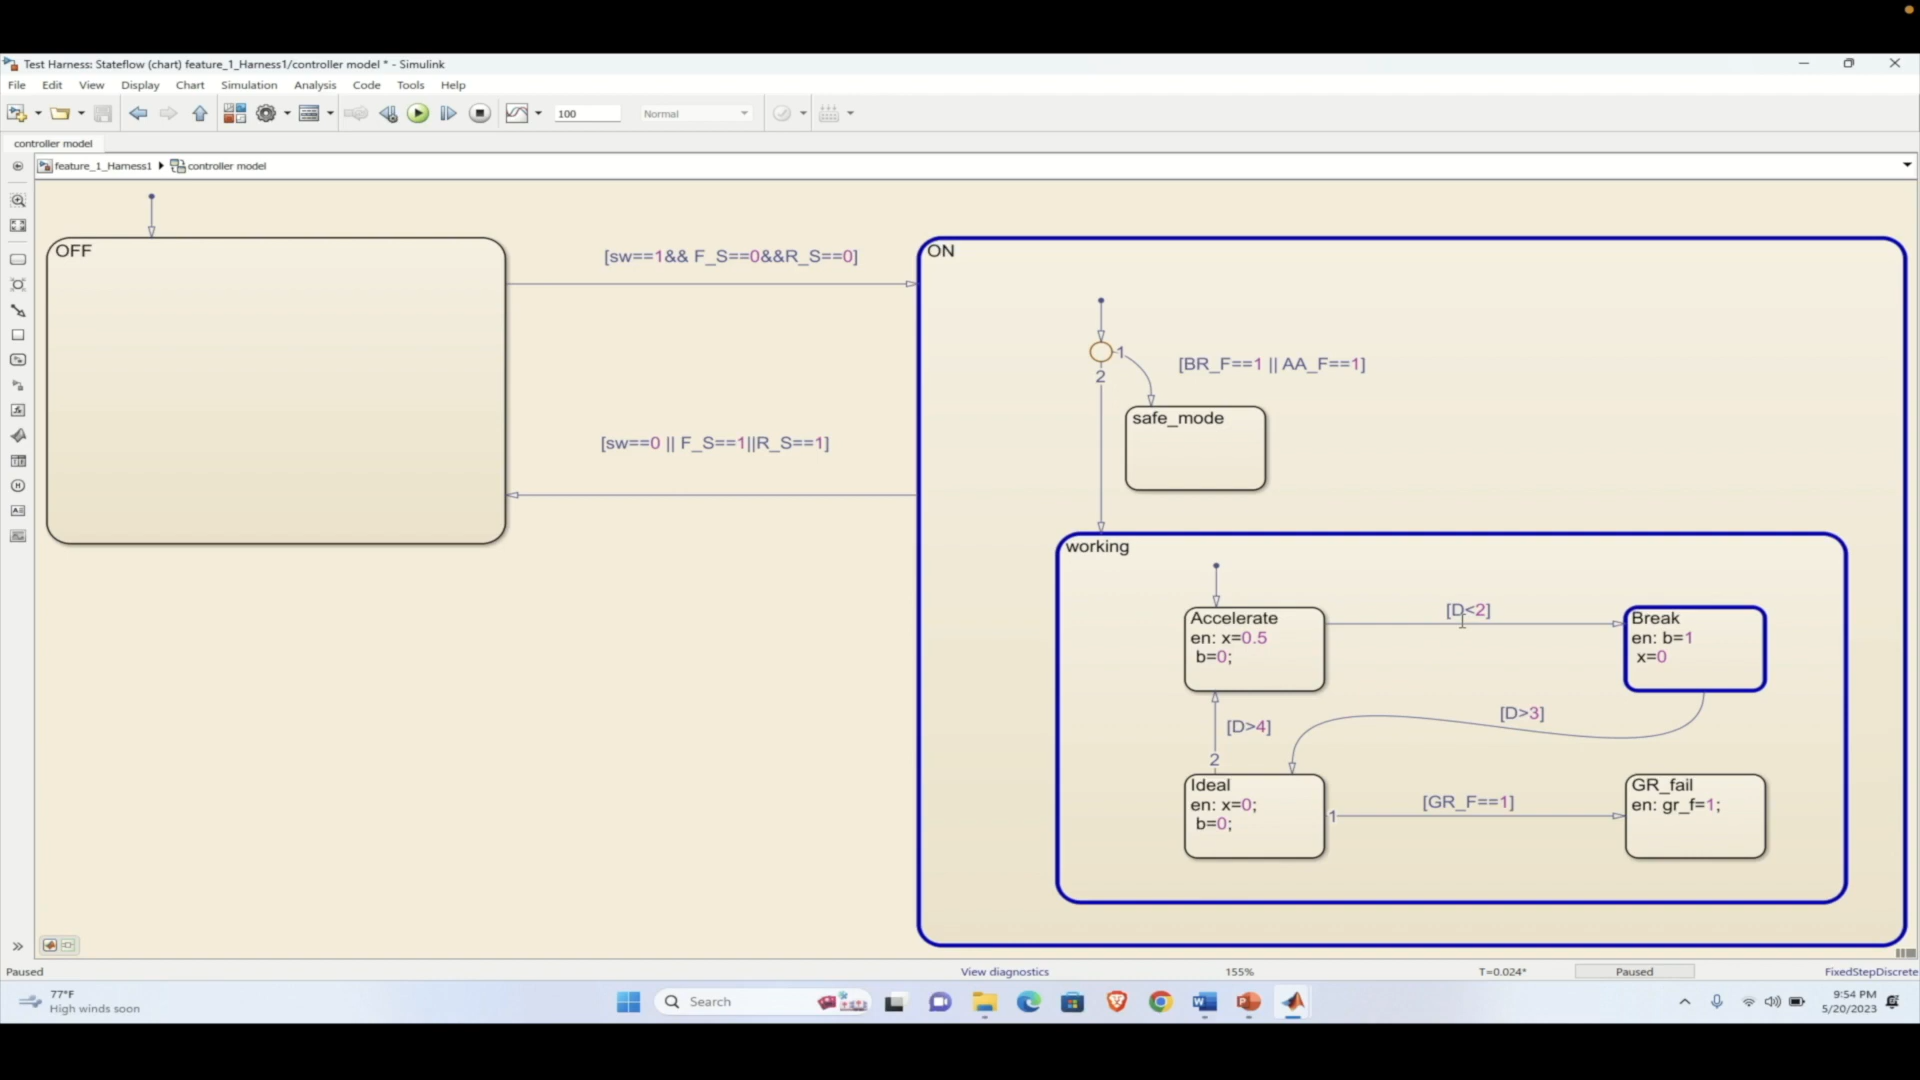 Test Harness: Stateflow (chart) feature_1_Harness1/controller model * - Simulink
File Edit View Display Chart Simulation Analysis Code Tools Help
100 Normal
controller model
feature_1_Harness1 controller model
OFF
[sw==1&& F_S==0&&R_S==0]
[sw==0 || F_S==1||R_S==1]
ON
1
2
[BR_F==1 || AA_F==1]
safe_mode
working
Accelerate
en: x=0.5
b=0;
[D<2]
Break
en: b=1
x=0
[D>3]
[D>4]
2
Ideal
en: x=0;
b=0;
1
[GR_F==1]
GR_fail
en: gr_f=1;
Paused View diagnostics 155% T=0.024* Paused FixedStepDiscrete
77°F
High winds soon
Search
9:54 PM
5/20/2023